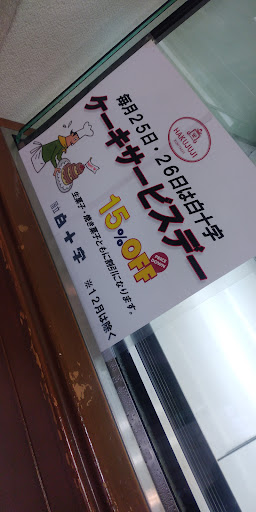 毎月25日・26日は白十字
HAKUJUJI
ケーキサービスデー
15%OFF
PRICE DOWN
生菓子・焼き菓子ともに割引になります。
白十字
※12月は除く